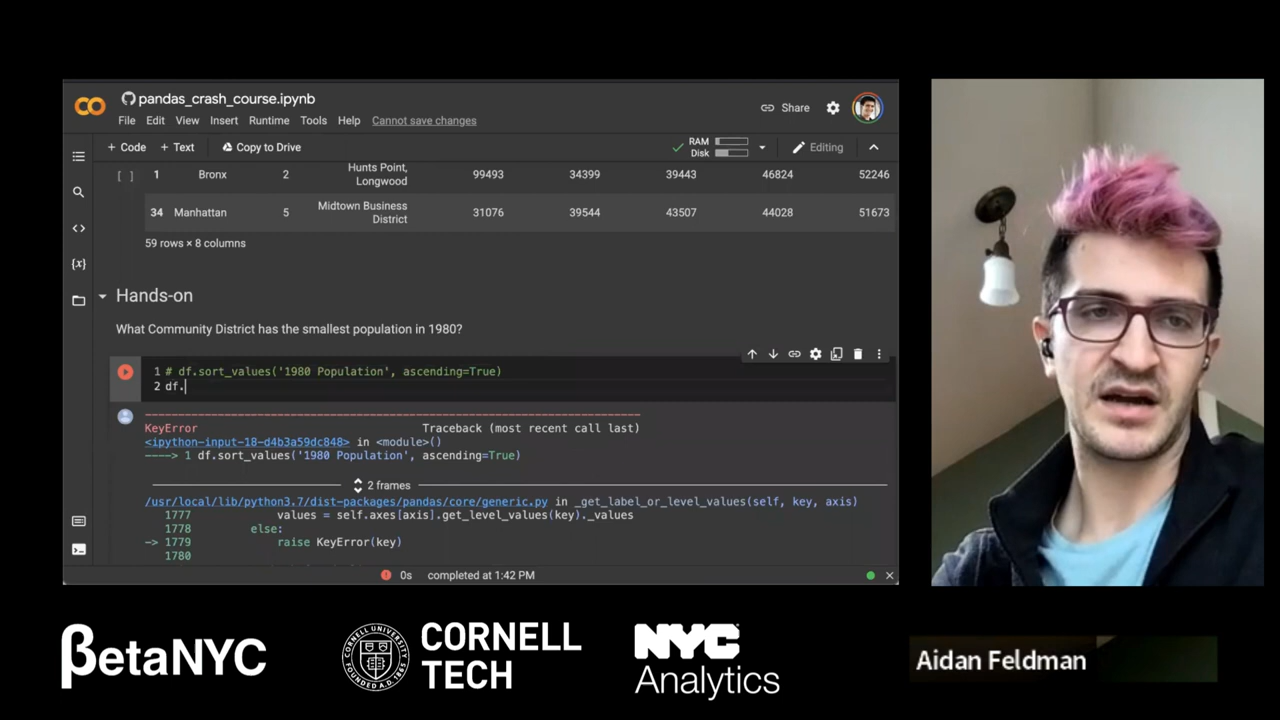 pandas_crash_course.ipynb
Share
File Edit View Insert Runtime Tools Help Cannot save changes
+ Code + Text Copy to Drive
RAM
Disk
Editing
[ ] 1 Bronx 2 Hunts Point, Longwood 99493 34399 39443 46824 52246
34 Manhattan 5 Midtown Business District 31076 39544 43507 44028 51673
59 rows × 8 columns
Hands-on
What Community District has the smallest population in 1980?
1 # df.sort_values('1980 Population', ascending=True)
2 df.
KeyError Traceback (most recent call last)
<ipython-input-18-d4b3a59dc848> in <module>()
----> 1 df.sort_values('1980 Population', ascending=True)
2 frames
/usr/local/lib/python3.7/dist-packages/pandas/core/generic.py in _get_label_or_level_values(self, key, axis)
1777 values = self.axes[axis].get_level_values(key)._values
1778 else:
-> 1779 raise KeyError(key)
1780
0s completed at 1:42 PM
βetaNYC
CORNELL
TECH
NYC
Analytics
Aidan Feldman